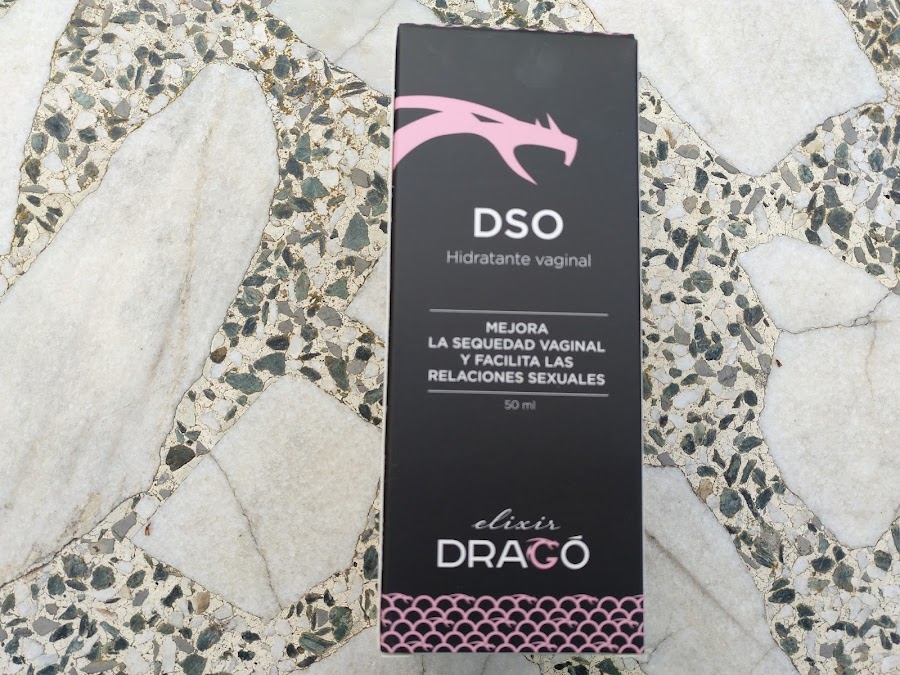 DSO
Hidratante vaginal
MEJORA
LA SEQUEDAD VAGINAL
Y FACILITA LAS
RELACIONES SEXUALES
50 ml
elixir
DRAGÓ